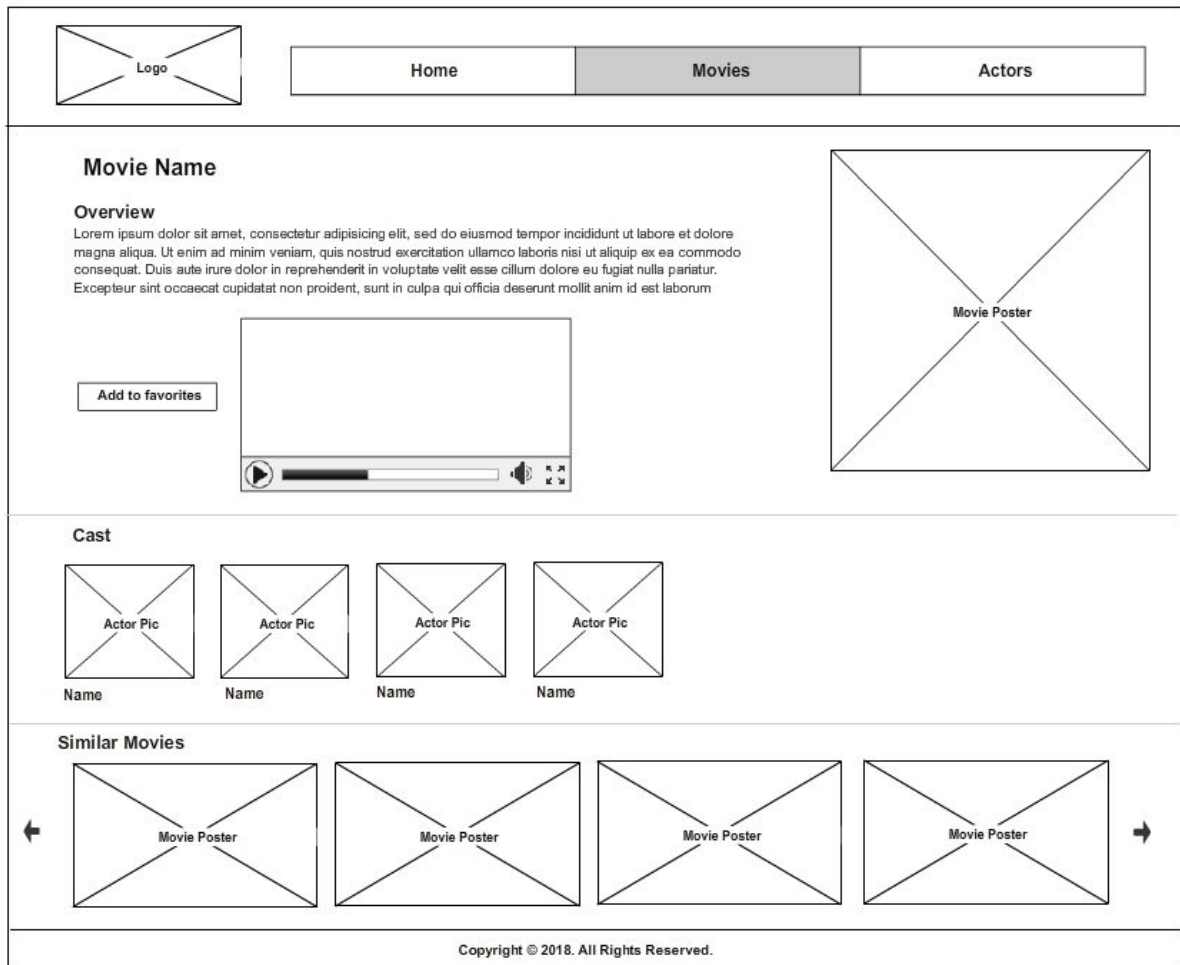 Logo
Home
Movies
Actors
Movie Name
Overview
Lorem ipsum dolor sit amet, consectetur adipisicing elit, sed do eiusmod tempor incididunt ut labore et dolore
magna aliqua. Ut enim ad minim veniam, quis nostrud exercitation ullamco laboris nisi ut aliquip ex ea commodo
consequat. Duis aute irure dolor in reprehenderit in voluptate velit esse cillum dolore eu fugiat nulla pariatur.
Excepteur sint occaecat cupidatat non proident, sunt in culpa qui officia deserunt mollit anim id est laborum
Movie Poster
Add to favorites
Cast
Actor Pic
Actor Pic
Actor Pic
Actor Pic
Name
Name
Name
Name
Similar Movies
Movie Poster
Movie Poster
Movie Poster
Movie Poster
Copyright © 2018. All Rights Reserved.